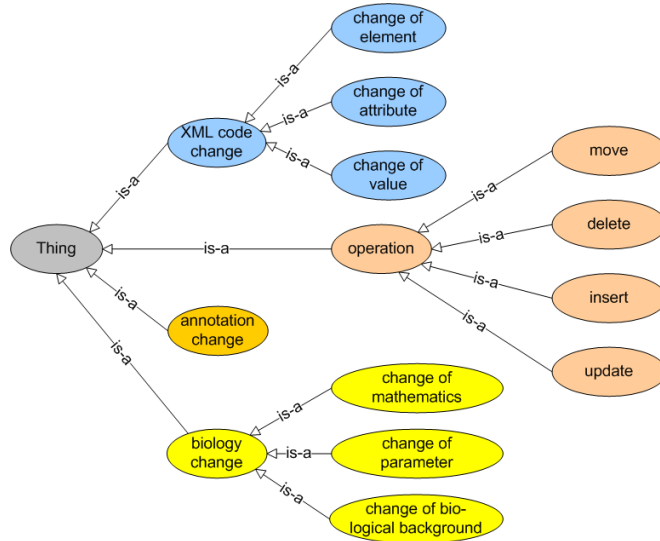 change of
element
is-a
change of
attribute
is-a
XML code
change
is-a
change of
value
move
is-a
is-a
delete
is-a
Thing
is-a
operation
is-a
insert
is-a
annotation
change
is-a
update
is-a
change of
mathematics
is-a
biology
change
is-a
change of
parameter
is-a
change of bio-
logical background